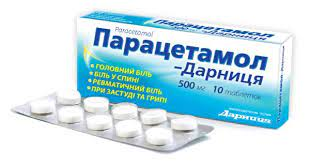 Paracetamol
Парацетамол
-Дарниця
500 мг 10 таблеток
ГОЛОВНИЙ БІЛЬ
БІЛЬ У СПИНІ
РЕВМАТИЧНИЙ БІЛЬ
ПРИ ЗАСТУДІ ТА ГРИПІ
Дарниця